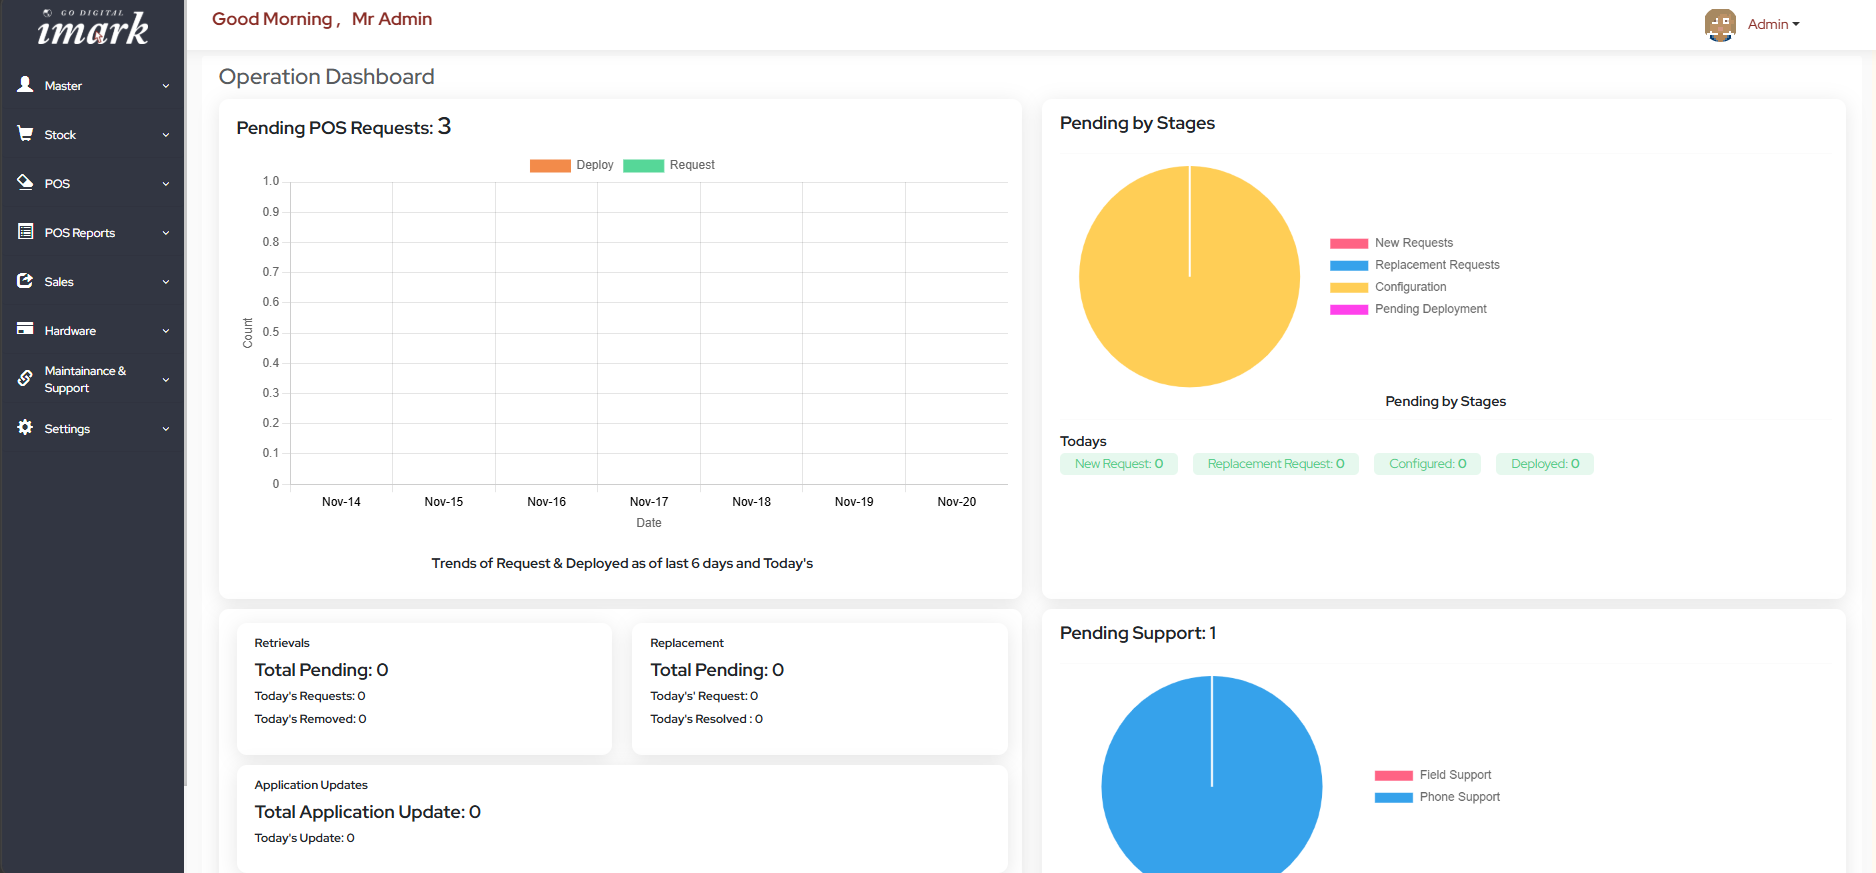 GO DIGITAL
imark
Good Morning ,  Mr Admin
Admin
Master
Stock
POS
POS Reports
Sales
Hardware
Maintainance &
Support
Settings
Operation Dashboard
Pending POS Requests: 3
Deploy
Request
1.0
0.9
0.8
0.7
0.6
0.5
0.4
0.3
0.2
0.1
0
Count
Nov-14 Nov-15 Nov-16 Nov-17 Nov-18 Nov-19 Nov-20
Date
Trends of Request & Deployed as of last 6 days and Today's
Pending by Stages
New Requests
Replacement Requests
Configuration
Pending Deployment
Pending by Stages
Todays
New Request: 0 Replacement Request: 0 Configured: 0 Deployed: 0
Retrievals
Total Pending: 0
Today's Requests: 0
Today's Removed: 0
Replacement
Total Pending: 0
Today's' Request: 0
Today's Resolved : 0
Application Updates
Total Application Update: 0
Today's Update: 0
Pending Support: 1
Field Support
Phone Support